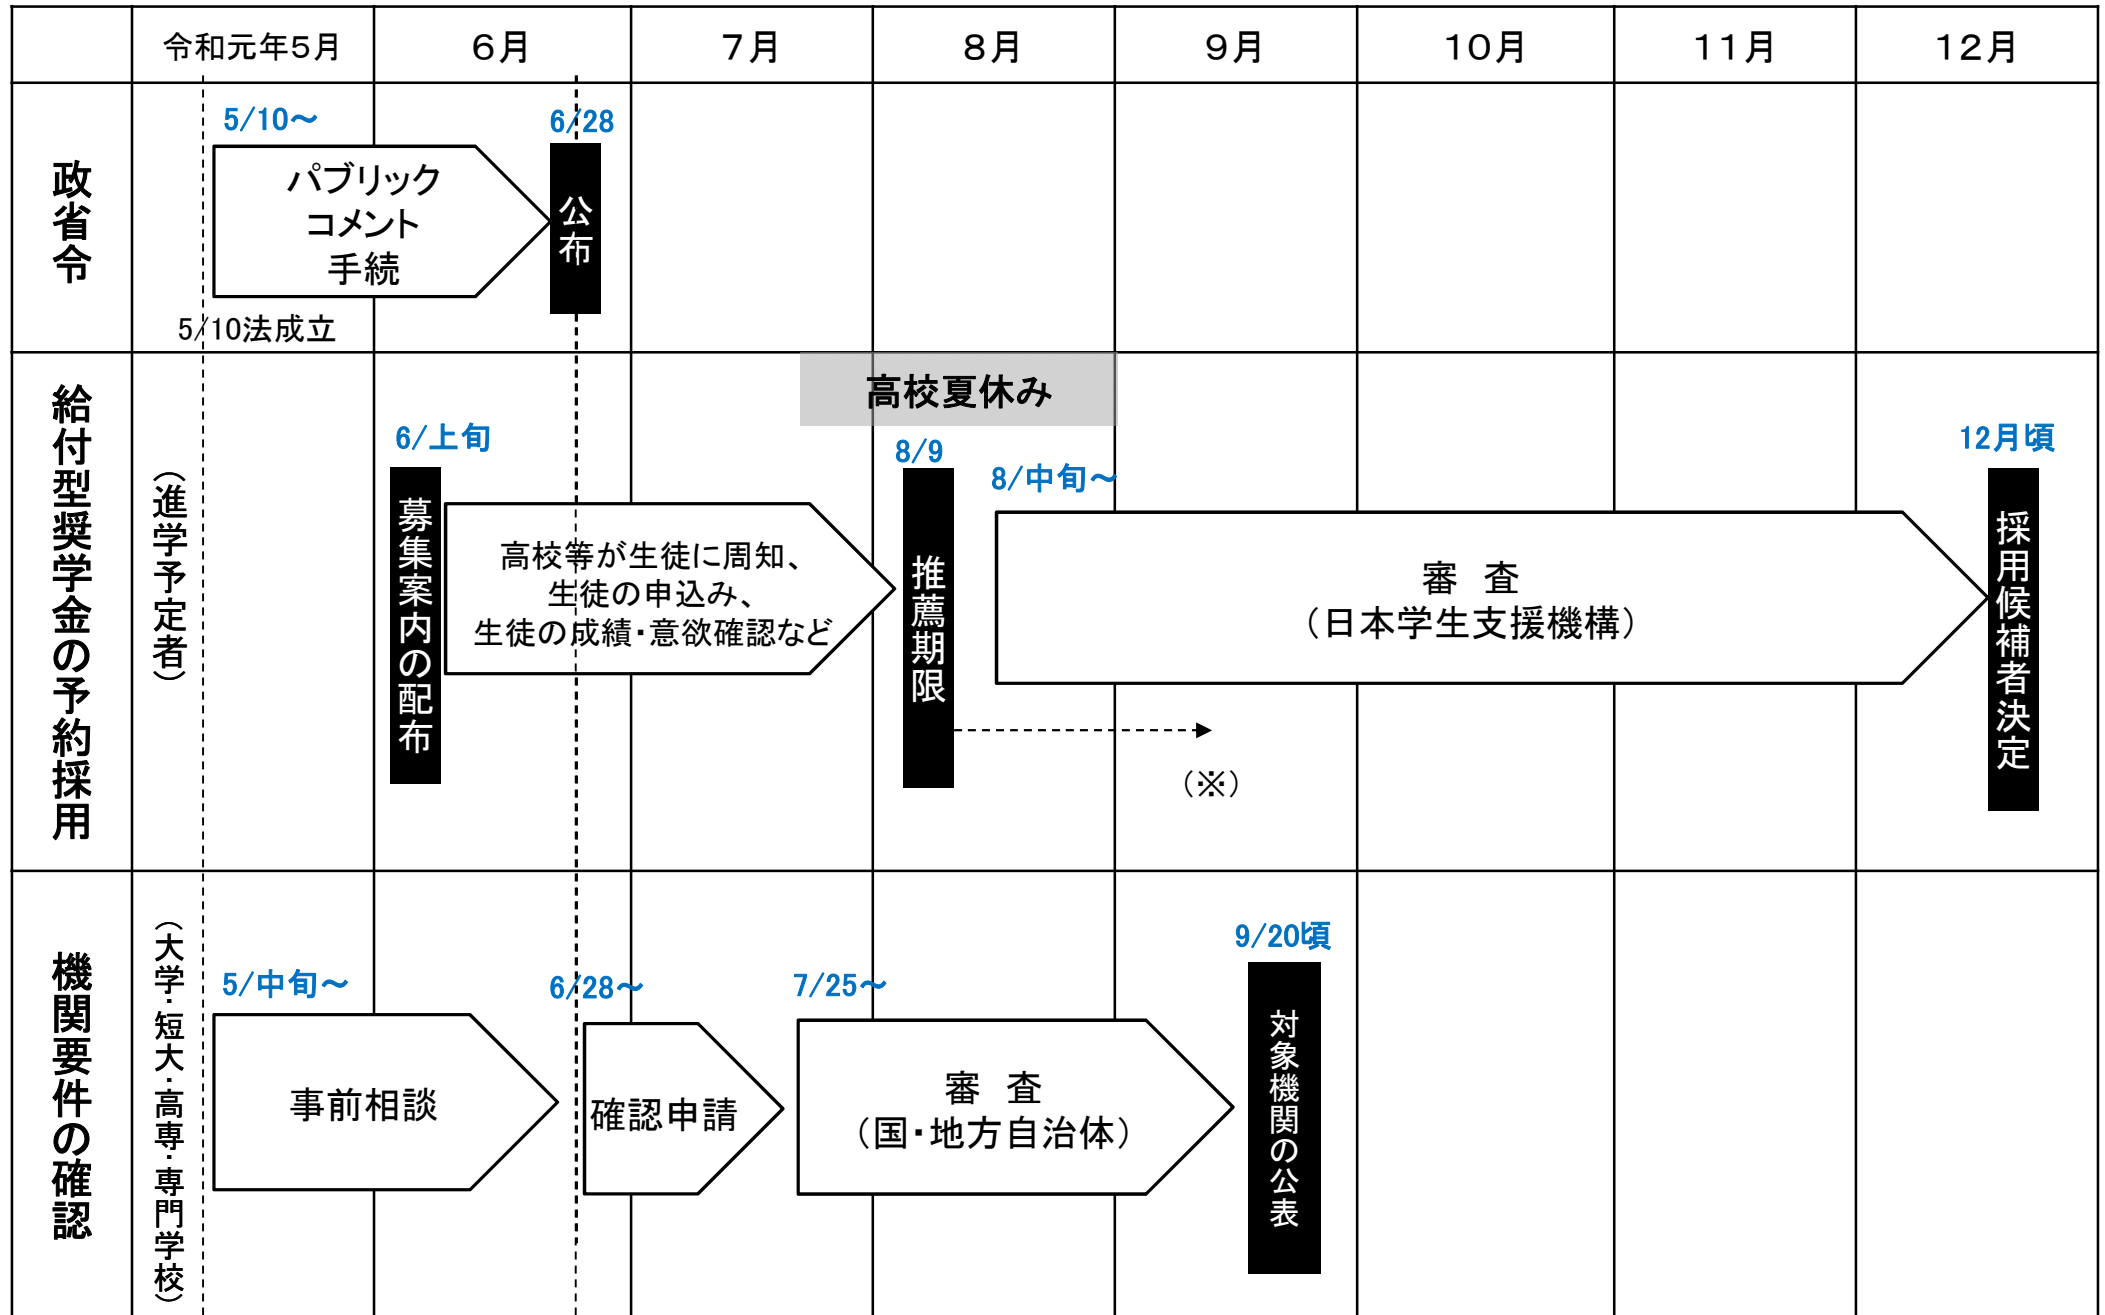 令和元年5月
6月
7月
8月
9月
10月
11月
12月
政省令
5/10～
パブリック
コメント
手続
5/10法成立
6/28
公布
給付型奨学金の予約採用
（進学予定者）
6/上旬
募集案内の配布
高校等が生徒に周知、
生徒の申込み、
生徒の成績・意欲確認など
高校夏休み
8/9
推薦期限
（※）
8/中旬～
審　査
（日本学生支援機構）
12月頃
採用候補者決定
機関要件の確認
（大学・短大・高専・専門学校）
5/中旬～
事前相談
6/28～
確認申請
7/25～
審　査
（国・地方自治体）
9/20頃
対象機関の公表